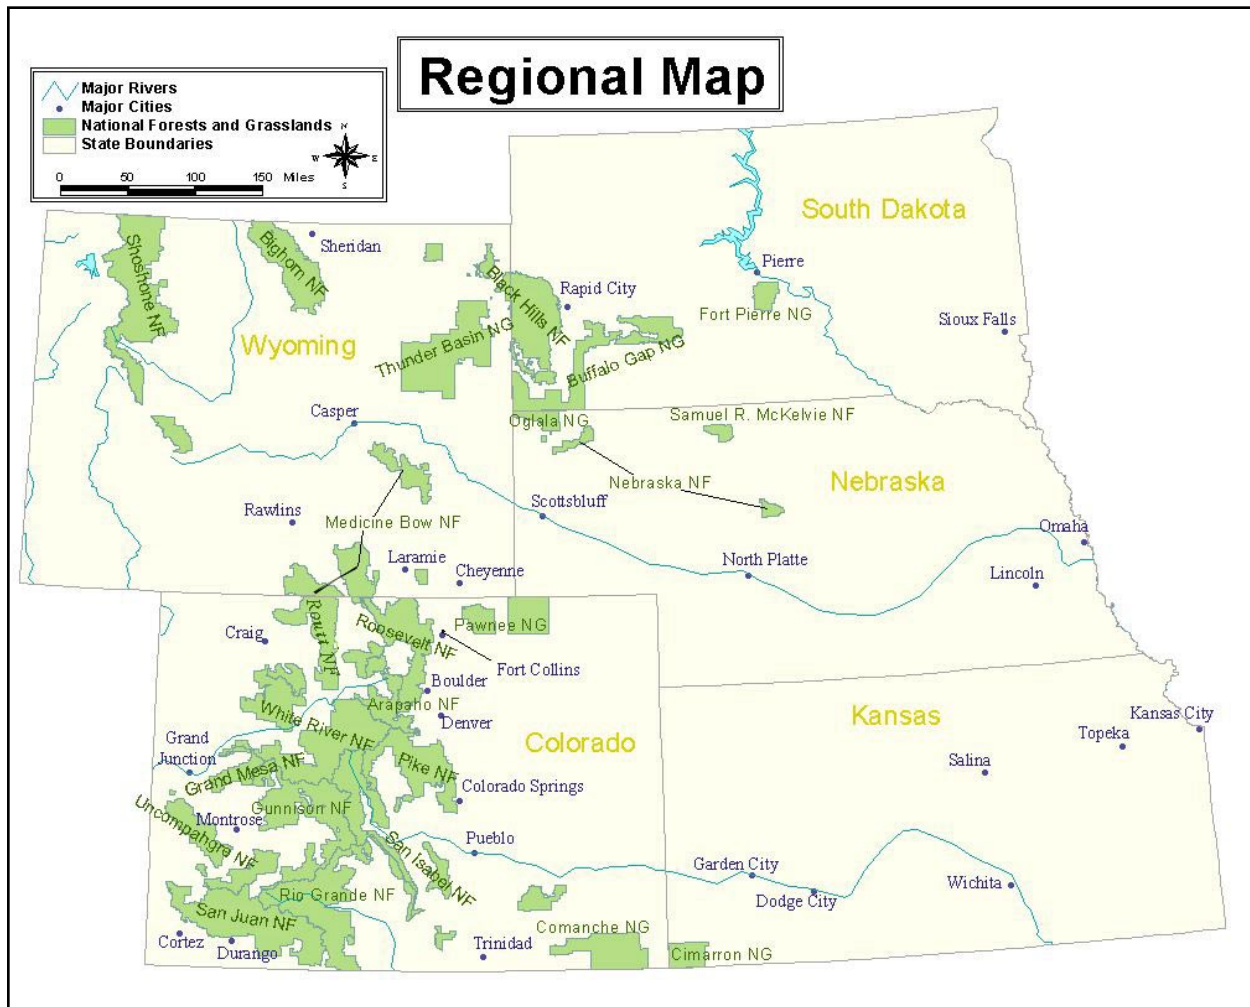 Regional Map
Major Rivers
Major Cities
National Forests and Grasslands
State Boundaries
N
W
E
S
0 50 100 150 Miles
South Dakota
Shoshone NF
Bighorn NF
Sheridan
Black Hills NF
Rapid City
Pierre
Fort Pierre NG
Sioux Falls
Wyoming
Thunder Basin NG
Buffalo Gap NG
Casper
Oglala NG
Samuel R. McKelvie NF
Nebraska NF
Nebraska
Rawlins
Medicine Bow NF
Scottsbluff
Omaha
Laramie
Cheyenne
North Platte
Lincoln
Craig
Routt NF
Roosevelt NF
Pawnee NG
Fort Collins
Boulder
Arapaho NF
Denver
White River NF
Colorado
Kansas
Kansas City
Topeka
Grand
Junction
Grand Mesa NF
Pike NF
Salina
Colorado Springs
Uncompahgre NF
Montrose
Gunnison NF
San Isabel NF
Pueblo
Garden City
Dodge City
Wichita
Rio Grande NF
San Juan NF
Comanche NG
Cortez
Durango
Trinidad
Cimarron NG